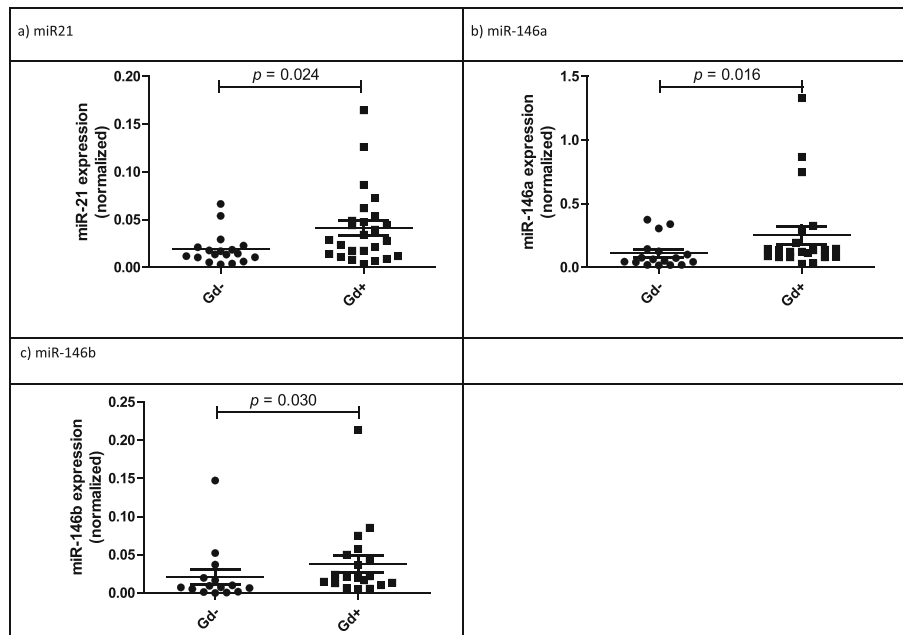 a) miR21
b) miR-146a
p = 0.024
miR-21 expression
(normalized)
0.20
0.15
0.10
0.05
0.00
Gd-
Gd+
p = 0.016
miR-146a expression
(normalized)
1.5
1.0
0.5
0.0
Gd-
Gd+
c) miR-146b
p = 0.030
miR-146b expression
(normalized)
0.25
0.20
0.15
0.10
0.05
0.00
Gd-
Gd+